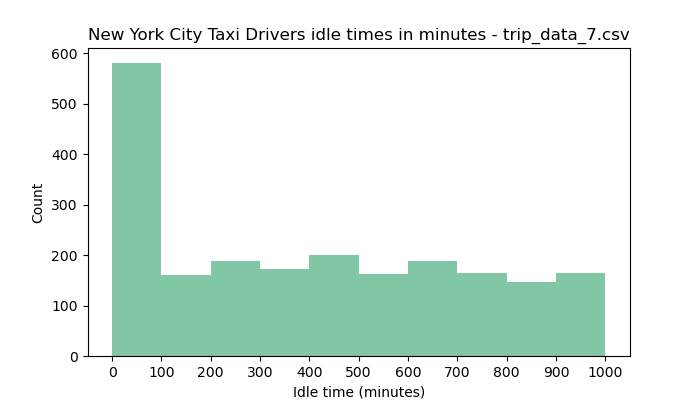 New York City Taxi Drivers idle times in minutes - trip_data_7.csv
600
500
400
300
200
100
0
Count
0 100 200 300 400 500 600 700 800 900 1000
Idle time (minutes)